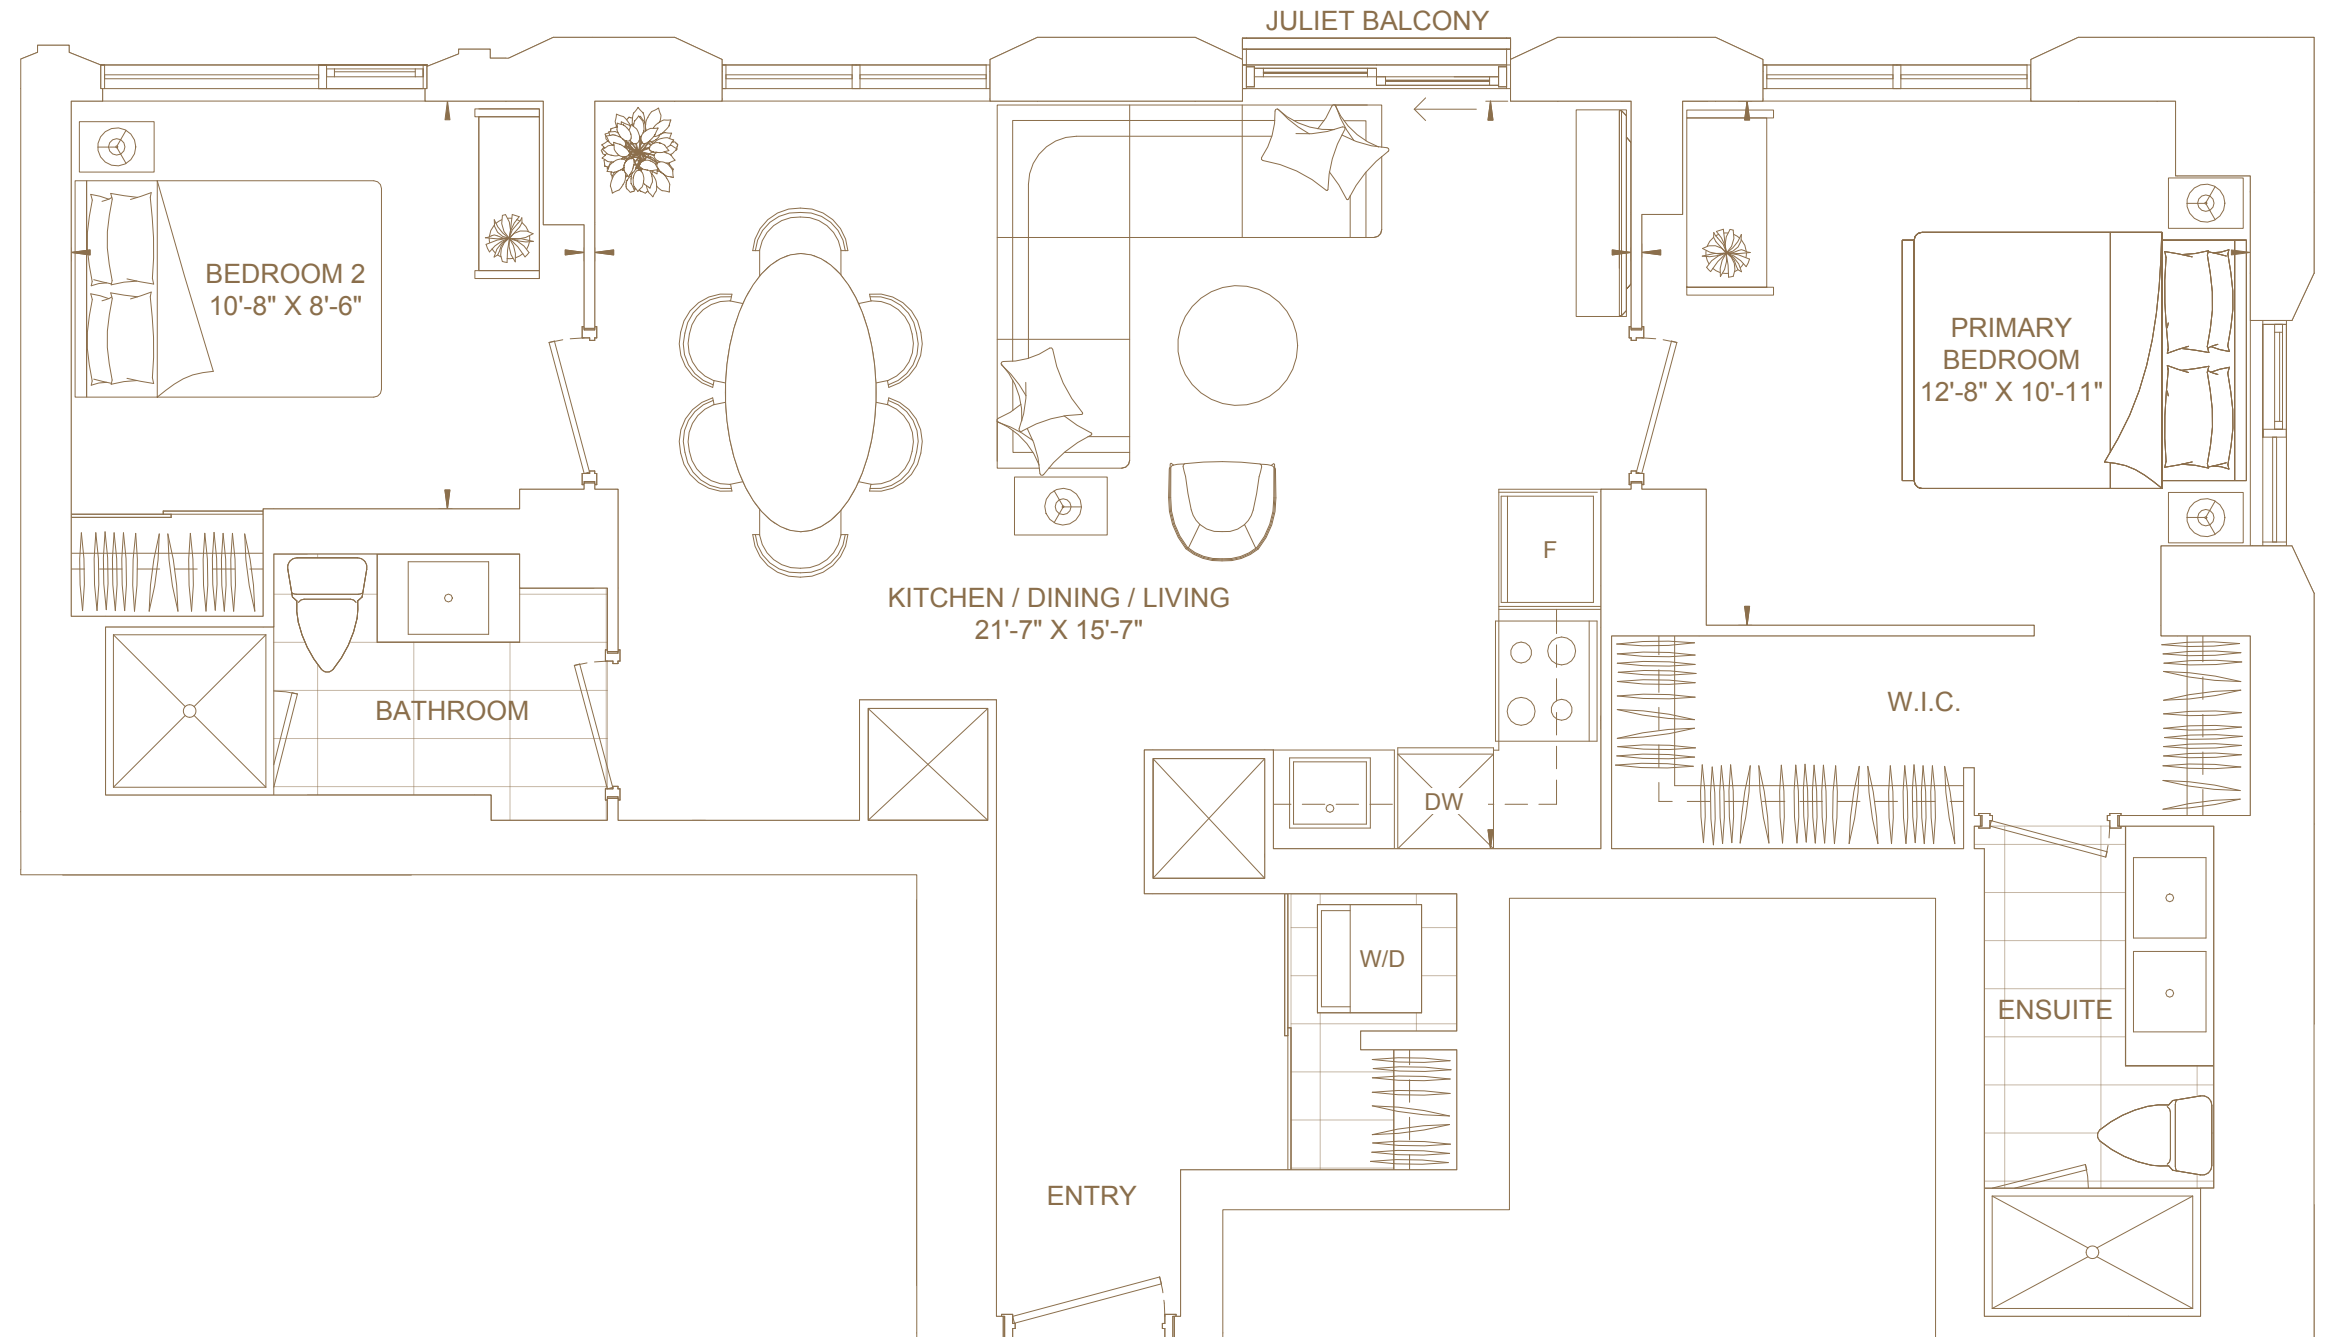 JULIET BALCONY
BEDROOM 2
10'-8" X 8'-6"
PRIMARY
BEDROOM
12'-8" X 10'-11"
F
KITCHEN / DINING / LIVING
21'-7" X 15'-7"
BATHROOM
W.I.C.
DW
W/D
ENSUITE
ENTRY